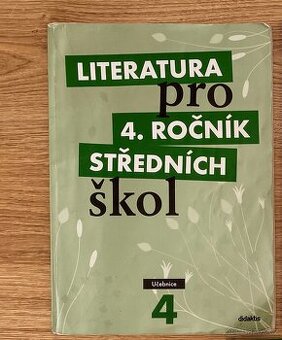 LITERATURA
pro
4. ROČNÍK
STŘEDNÍCH
škol
Učebnice
4
didaktis